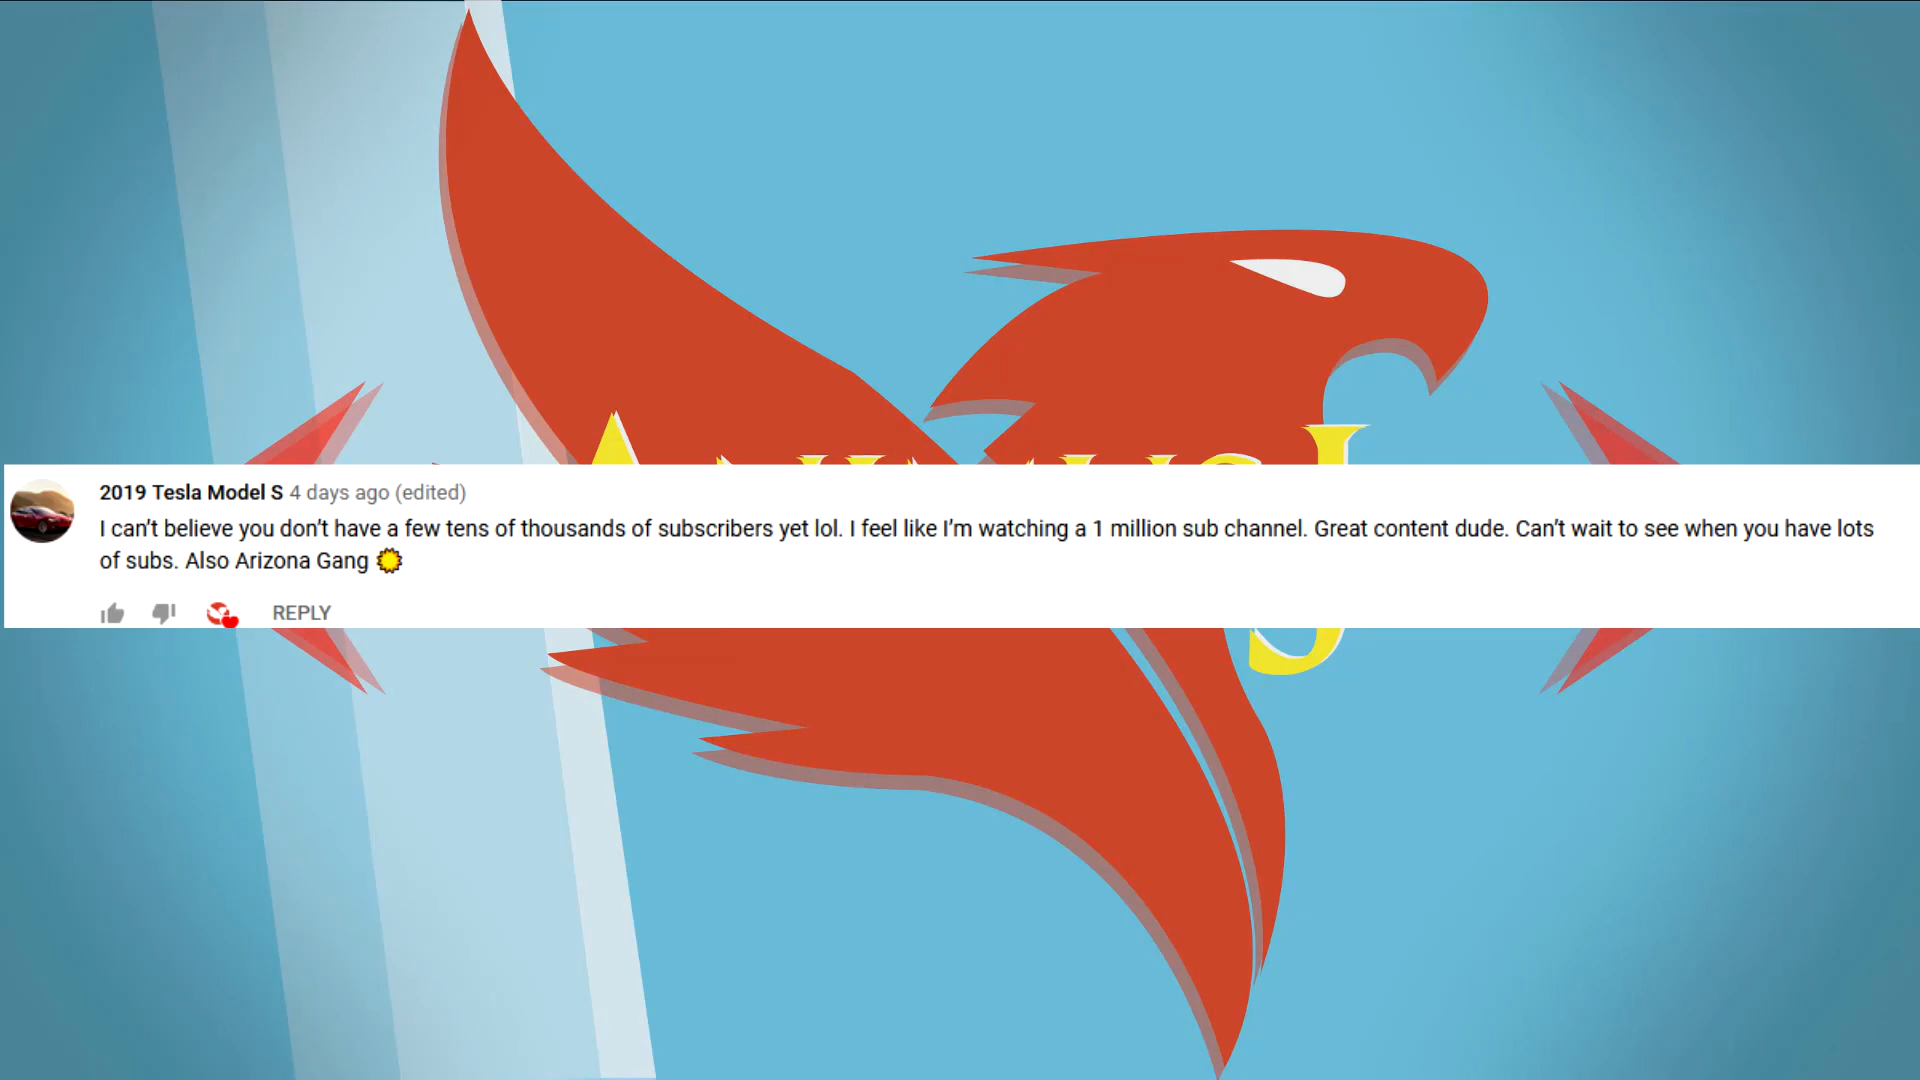 2019 Tesla Model S 4 days ago (edited)
I can’t believe you don’t have a few tens of thousands of subscribers yet lol. I feel like I’m watching a 1 million sub channel. Great content dude. Can’t wait to see when you have lots
of subs. Also Arizona Gang
REPLY